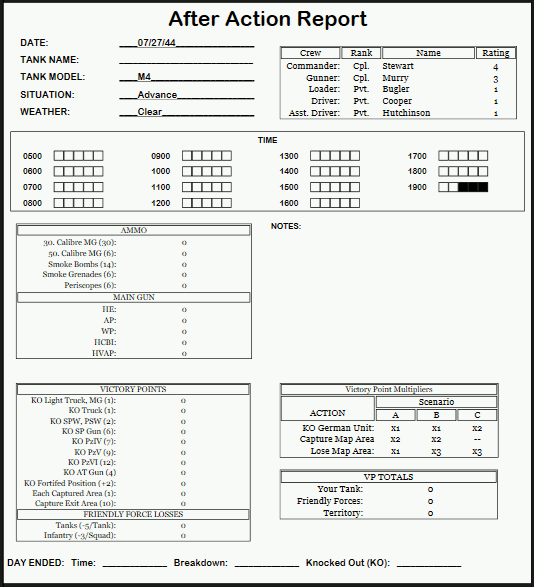 After Action Report
DATE: ___07/27/44______________
TANK NAME: ______________________
TANK MODEL: ___M4__________________
SITUATION: ___Advance_____________
WEATHER: ___Clear________________
Crew Rank Name Rating
Commander: Cpl. Stewart 4
Gunner: Cpl. Murry 3
Loader: Pvt. Bugler 1
Driver: Pvt. Cooper 1
Asst. Driver: Pvt. Hutchinson 1
TIME
0500 0900 1300 1700
0600 1000 1400 1800
0700 1100 1500 1900
0800 1200 1600
AMMO
30. Calibre MG (30): 0
50. Calibre MG (6): 0
Smoke Bombs (14): 0
Smoke Grenades (6): 0
Periscopes (6): 0
MAIN GUN
HE: 0
AP: 0
WP: 0
HCBI: 0
HVAP: 0
NOTES:
VICTORY POINTS
KO Light Truck, MG (1): 0
KO Truck (1): 0
KO SPW, PSW (2): 0
KO SP Gun (6): 0
KO PzIV (7): 0
KO PzV (9): 0
KO PzVI (12): 0
KO AT Gun (4) 0
KO Fortifed Position (+2): 0
Each Captured Area (1): 0
Capture Exit Area (10): 0
FRIENDLY FORCE LOSSES
Tanks (-5/Tank): 0
Infantry (-3/Squad): 0
Victory Point Multipliers
Scenario
ACTION A B C
KO German Unit: x1 x1 x2
Capture Map Area x2 x2 --
Lose Map Area: x1 x3 x3
VP TOTALS
Your Tank: 0
Friendly Forces: 0
Territory: 0
DAY ENDED: Time: _____________ Breakdown: _____________ Knocked Out (KO): _____________